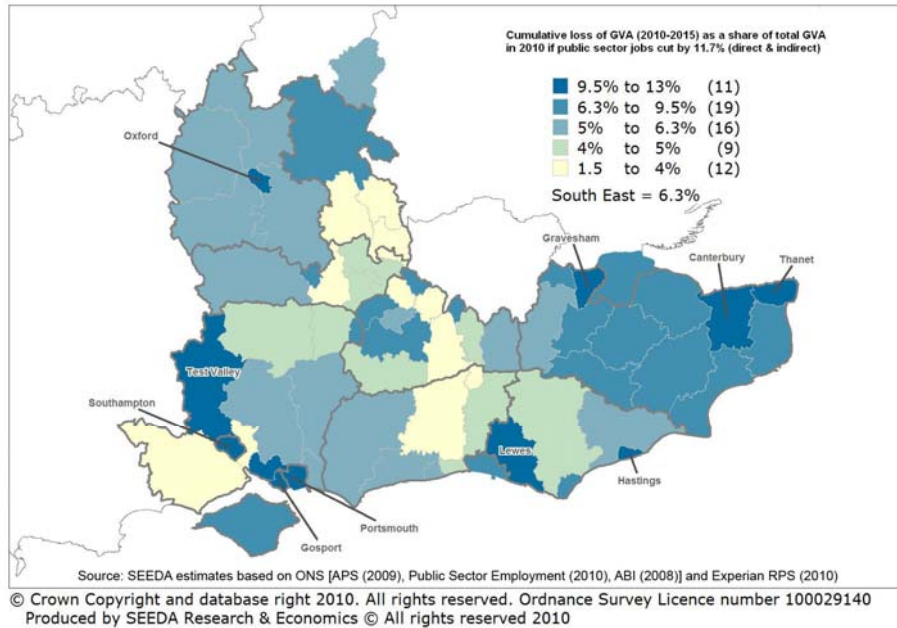 Cumulative loss of GVA (2010-2015) as a share of total GVA
in 2010 if public sector jobs cut by 11.7% (direct & indirect)
9.5% to 13% (11)
6.3% to 9.5% (19)
5% to 6.3% (16)
4% to 5% (9)
1.5 to 4% (12)
South East = 6.3%
Oxford
Gravesham
Canterbury
Thanet
Test Valley
Southampton
Lewes
Hastings
Portsmouth
Gosport
Source: SEEDA estimates based on ONS [APS (2009), Public Sector Employment (2010), ABI (2008)] and Experian RPS (2010)
© Crown Copyright and database right 2010. All rights reserved. Ordnance Survey Licence number 100029140
Produced by SEEDA Research & Economics © All rights reserved 2010